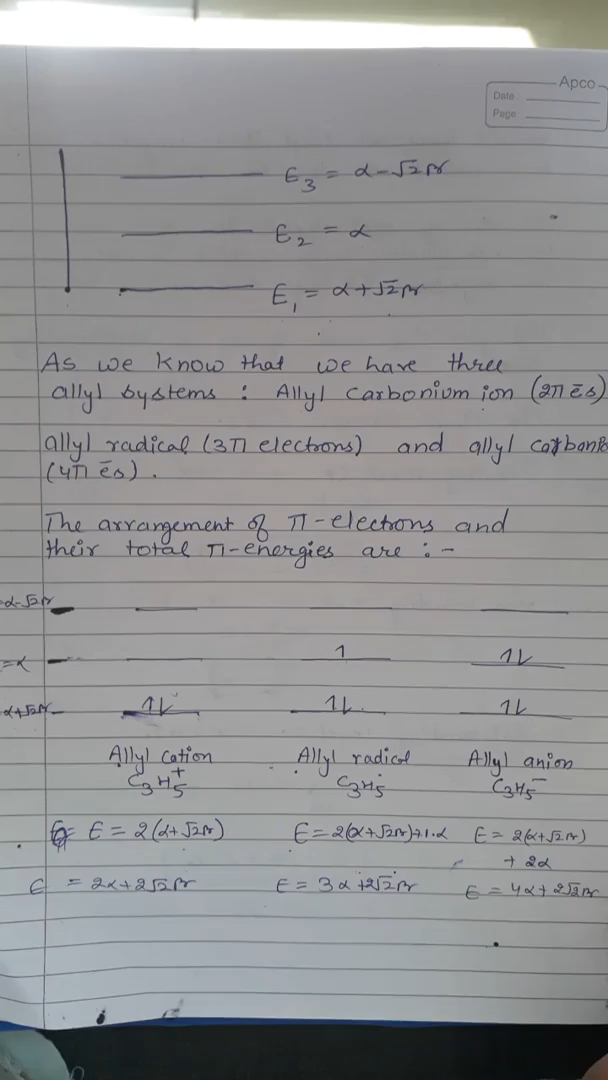 Apco
Date
Page
E₃ = α-√2β
E₂ = α
E₁ = α+√2β
As we know that we have three
allyl systems : Allyl Carbonium ion (2π ēs)
allyl radical (3π electrons) and allyl carbani
(4π ēs).
The arrangement of π-electrons and
their total π-energies are :-
α-√2β
=α 1 1L 1L
α+√2β 1L 1L 1L
Allyl cation Allyl radical Allyl anion
C₃H₅⁺ C₃H₅˙ C₃H₅⁻
E = 2(α+√2β) E = 2(α+√2β)+1.α E = 2(α+√2β)
+ 2α
E = 2α+2√2β E = 3α+2√2β E = 4α+2√2β